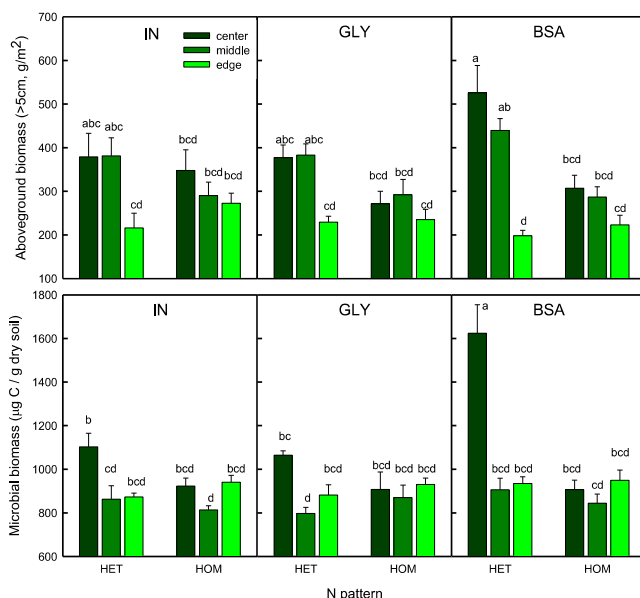 IN GLY BSA
center
middle
edge
Aboveground biomass (>5cm, g/m²)
700
600
500
400
300
200
100
abc abc cd bcd bcd bcd
abc abc cd bcd bcd cd
a ab d bcd bcd cd
IN GLY BSA
Microbial biomass (µg C / g dry soil)
1800
1600
1400
1200
1000
800
600
b cd bcd bcd d bcd
bc d bcd bcd bcd bcd
a bcd bcd bcd cd bcd
HET HOM HET HOM HET HOM
N pattern